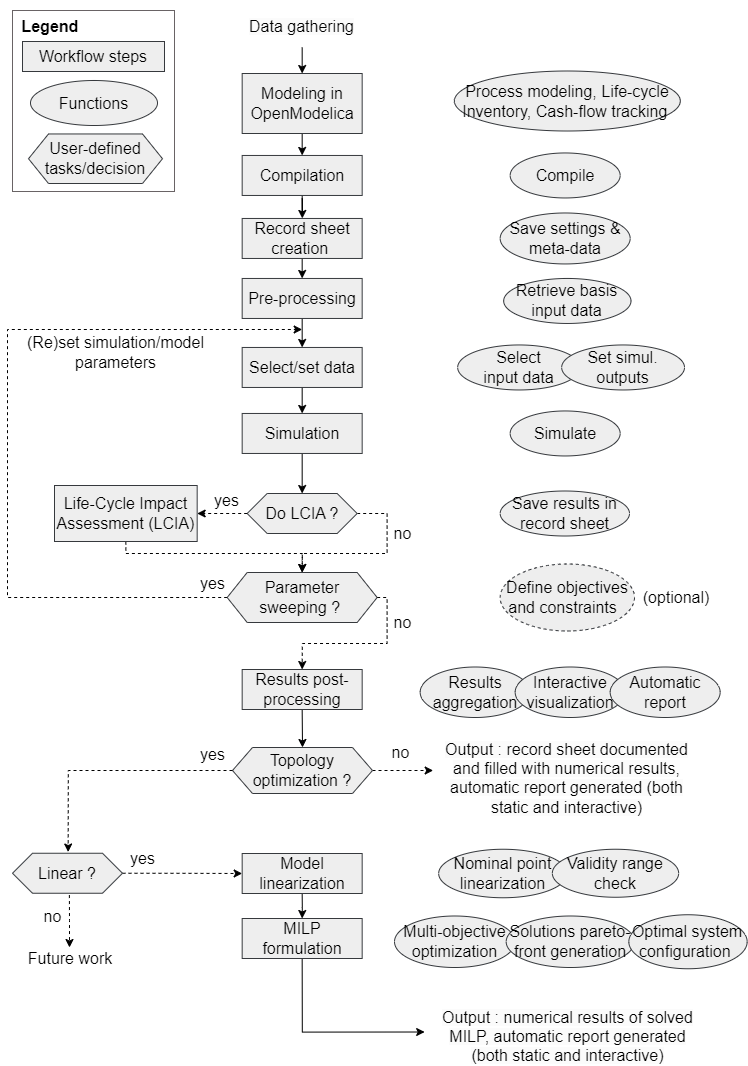 Legend
Workflow steps
Functions
User-defined
tasks/decision
Data gathering
Modeling in
OpenModelica
Process modeling, Life-cycle
Inventory, Cash-flow tracking
Compilation
Compile
Record sheet
creation
Save settings &
meta-data
Pre-processing
Retrieve basis
input data
(Re)set simulation/model
parameters
Select/set data
Select
input data
Set simul.
outputs
Simulation
Simulate
Life-Cycle Impact
Assessment (LCIA)
yes
Do LCIA ?
no
Save results in
record sheet
yes
Parameter
sweeping ?
no
Define objectives
and constraints
(optional)
Results post-
processing
Results
aggregation
Interactive
visualization
Automatic
report
yes
Topology
optimization ?
no
Output : record sheet documented
and filled with numerical results,
automatic report generated (both
static and interactive)
Linear ?
yes
no
Future work
Model
linearization
Nominal point
linearization
Validity range
check
MILP
formulation
Multi-objective
optimization
Solutions pareto-
front generation
Optimal system
configuration
Output : numerical results of solved
MILP, automatic report generated
(both static and interactive)